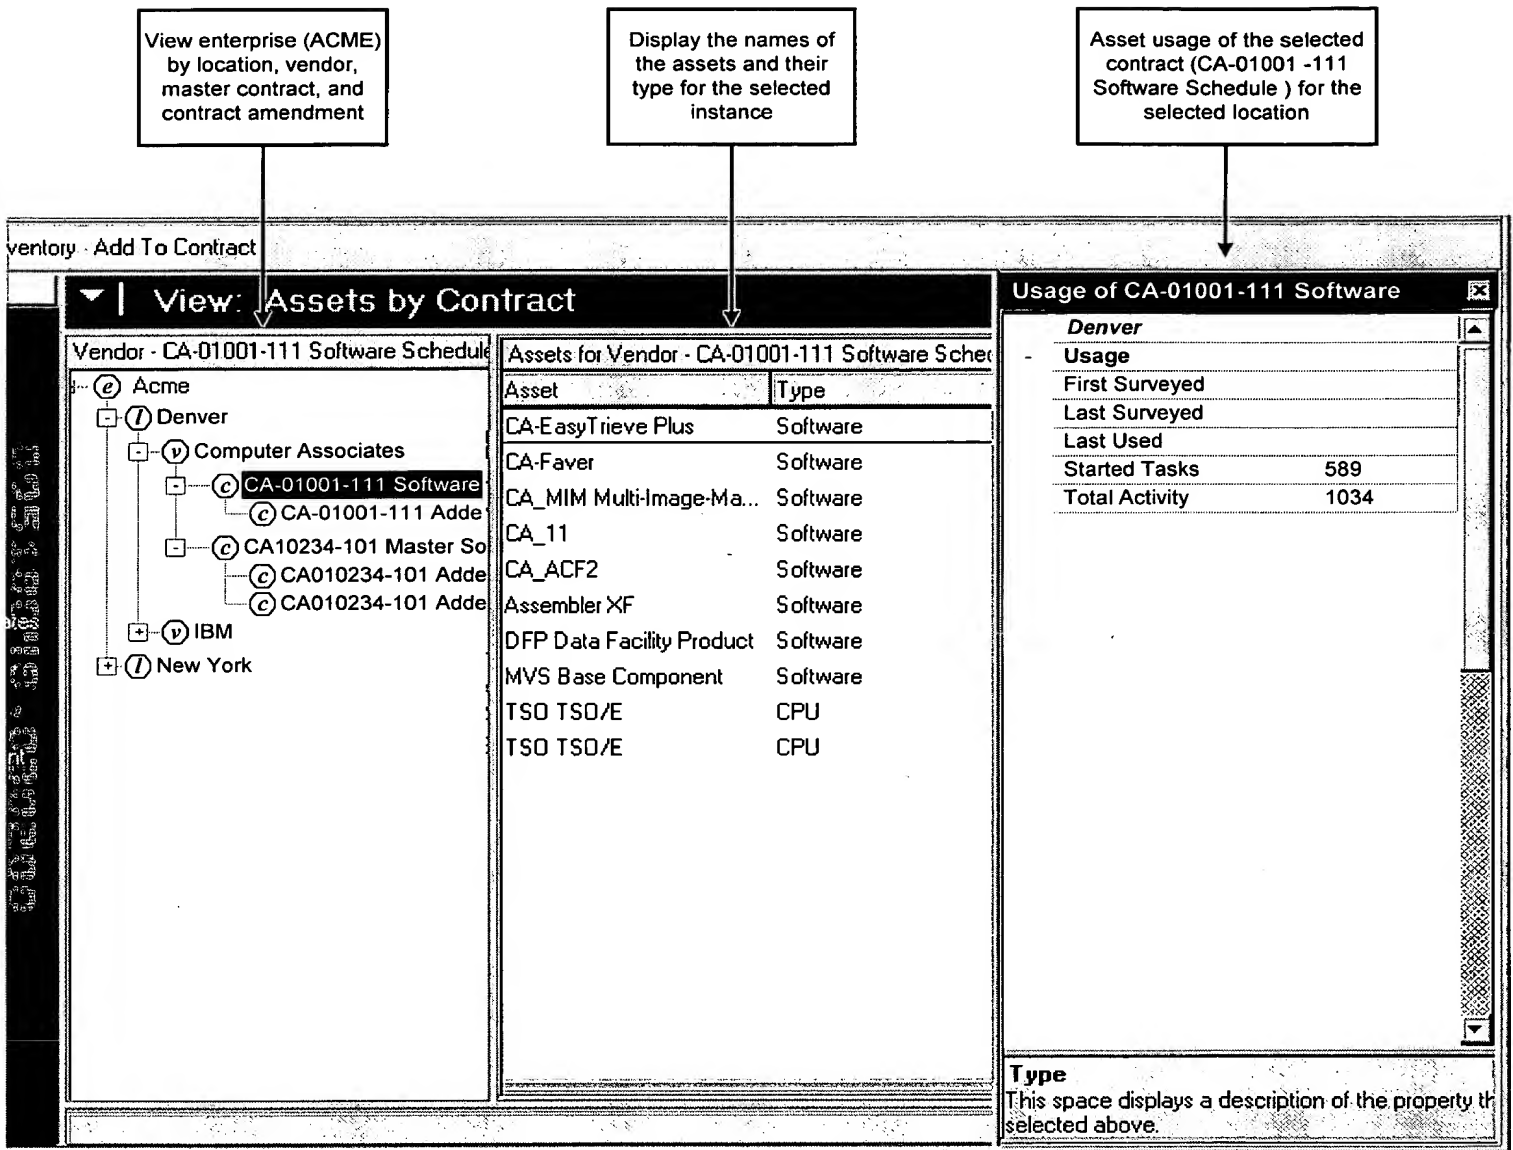 View enterprise (ACME)
by location, vendor,
master contract, and
contract amendment
Display the names of
the assets and their
type for the selected
instance
Asset usage of the selected
contract (CA-01001 -111
Software Schedule ) for the
selected location
ventory - Add To Contract
View: Assets by Contract
Vendor - CA-01001-111 Software Schedule
e Acme
l Denver
v Computer Associates
c CA-01001-111 Software
c CA-01001-111 Adde
c CA10234-101 Master So
c CA010234-101 Adde
c CA010234-101 Adde
v IBM
l New York
Assets for Vendor - CA-01001-111 Software Sche
Asset Type
CA-EasyTrieve Plus Software
CA-Faver Software
CA_MIM Multi-Image-Ma... Software
CA_11 Software
CA_ACF2 Software
Assembler XF Software
DFP Data Facility Product Software
MVS Base Component Software
TSO TSO/E CPU
TSO TSO/E CPU
Usage of CA-01001-111 Software
Denver
- Usage
First Surveyed
Last Surveyed
Last Used
Started Tasks 589
Total Activity 1034
Type
This space displays a description of the property th
selected above.